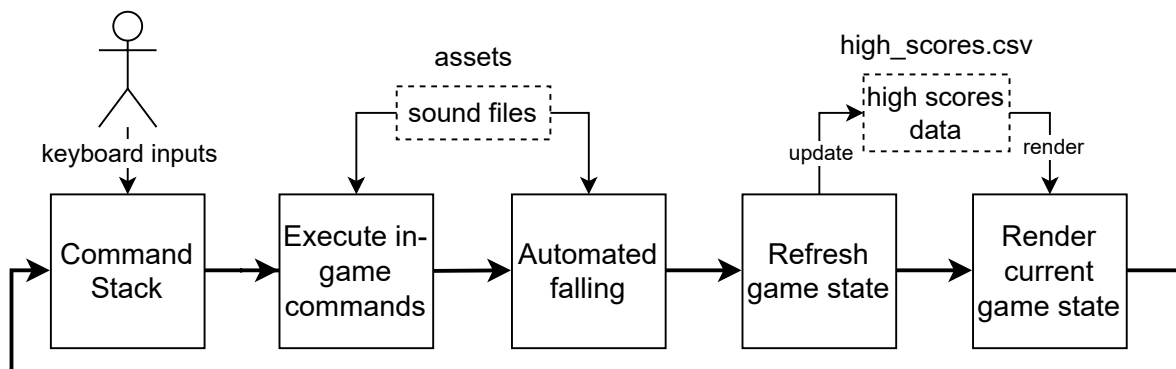 assets
high_scores.csv
sound files
high scores
data
keyboard inputs
update
render
Command
Stack
Execute in-
game
commands
Automated
falling
Refresh
game state
Render
current
game state